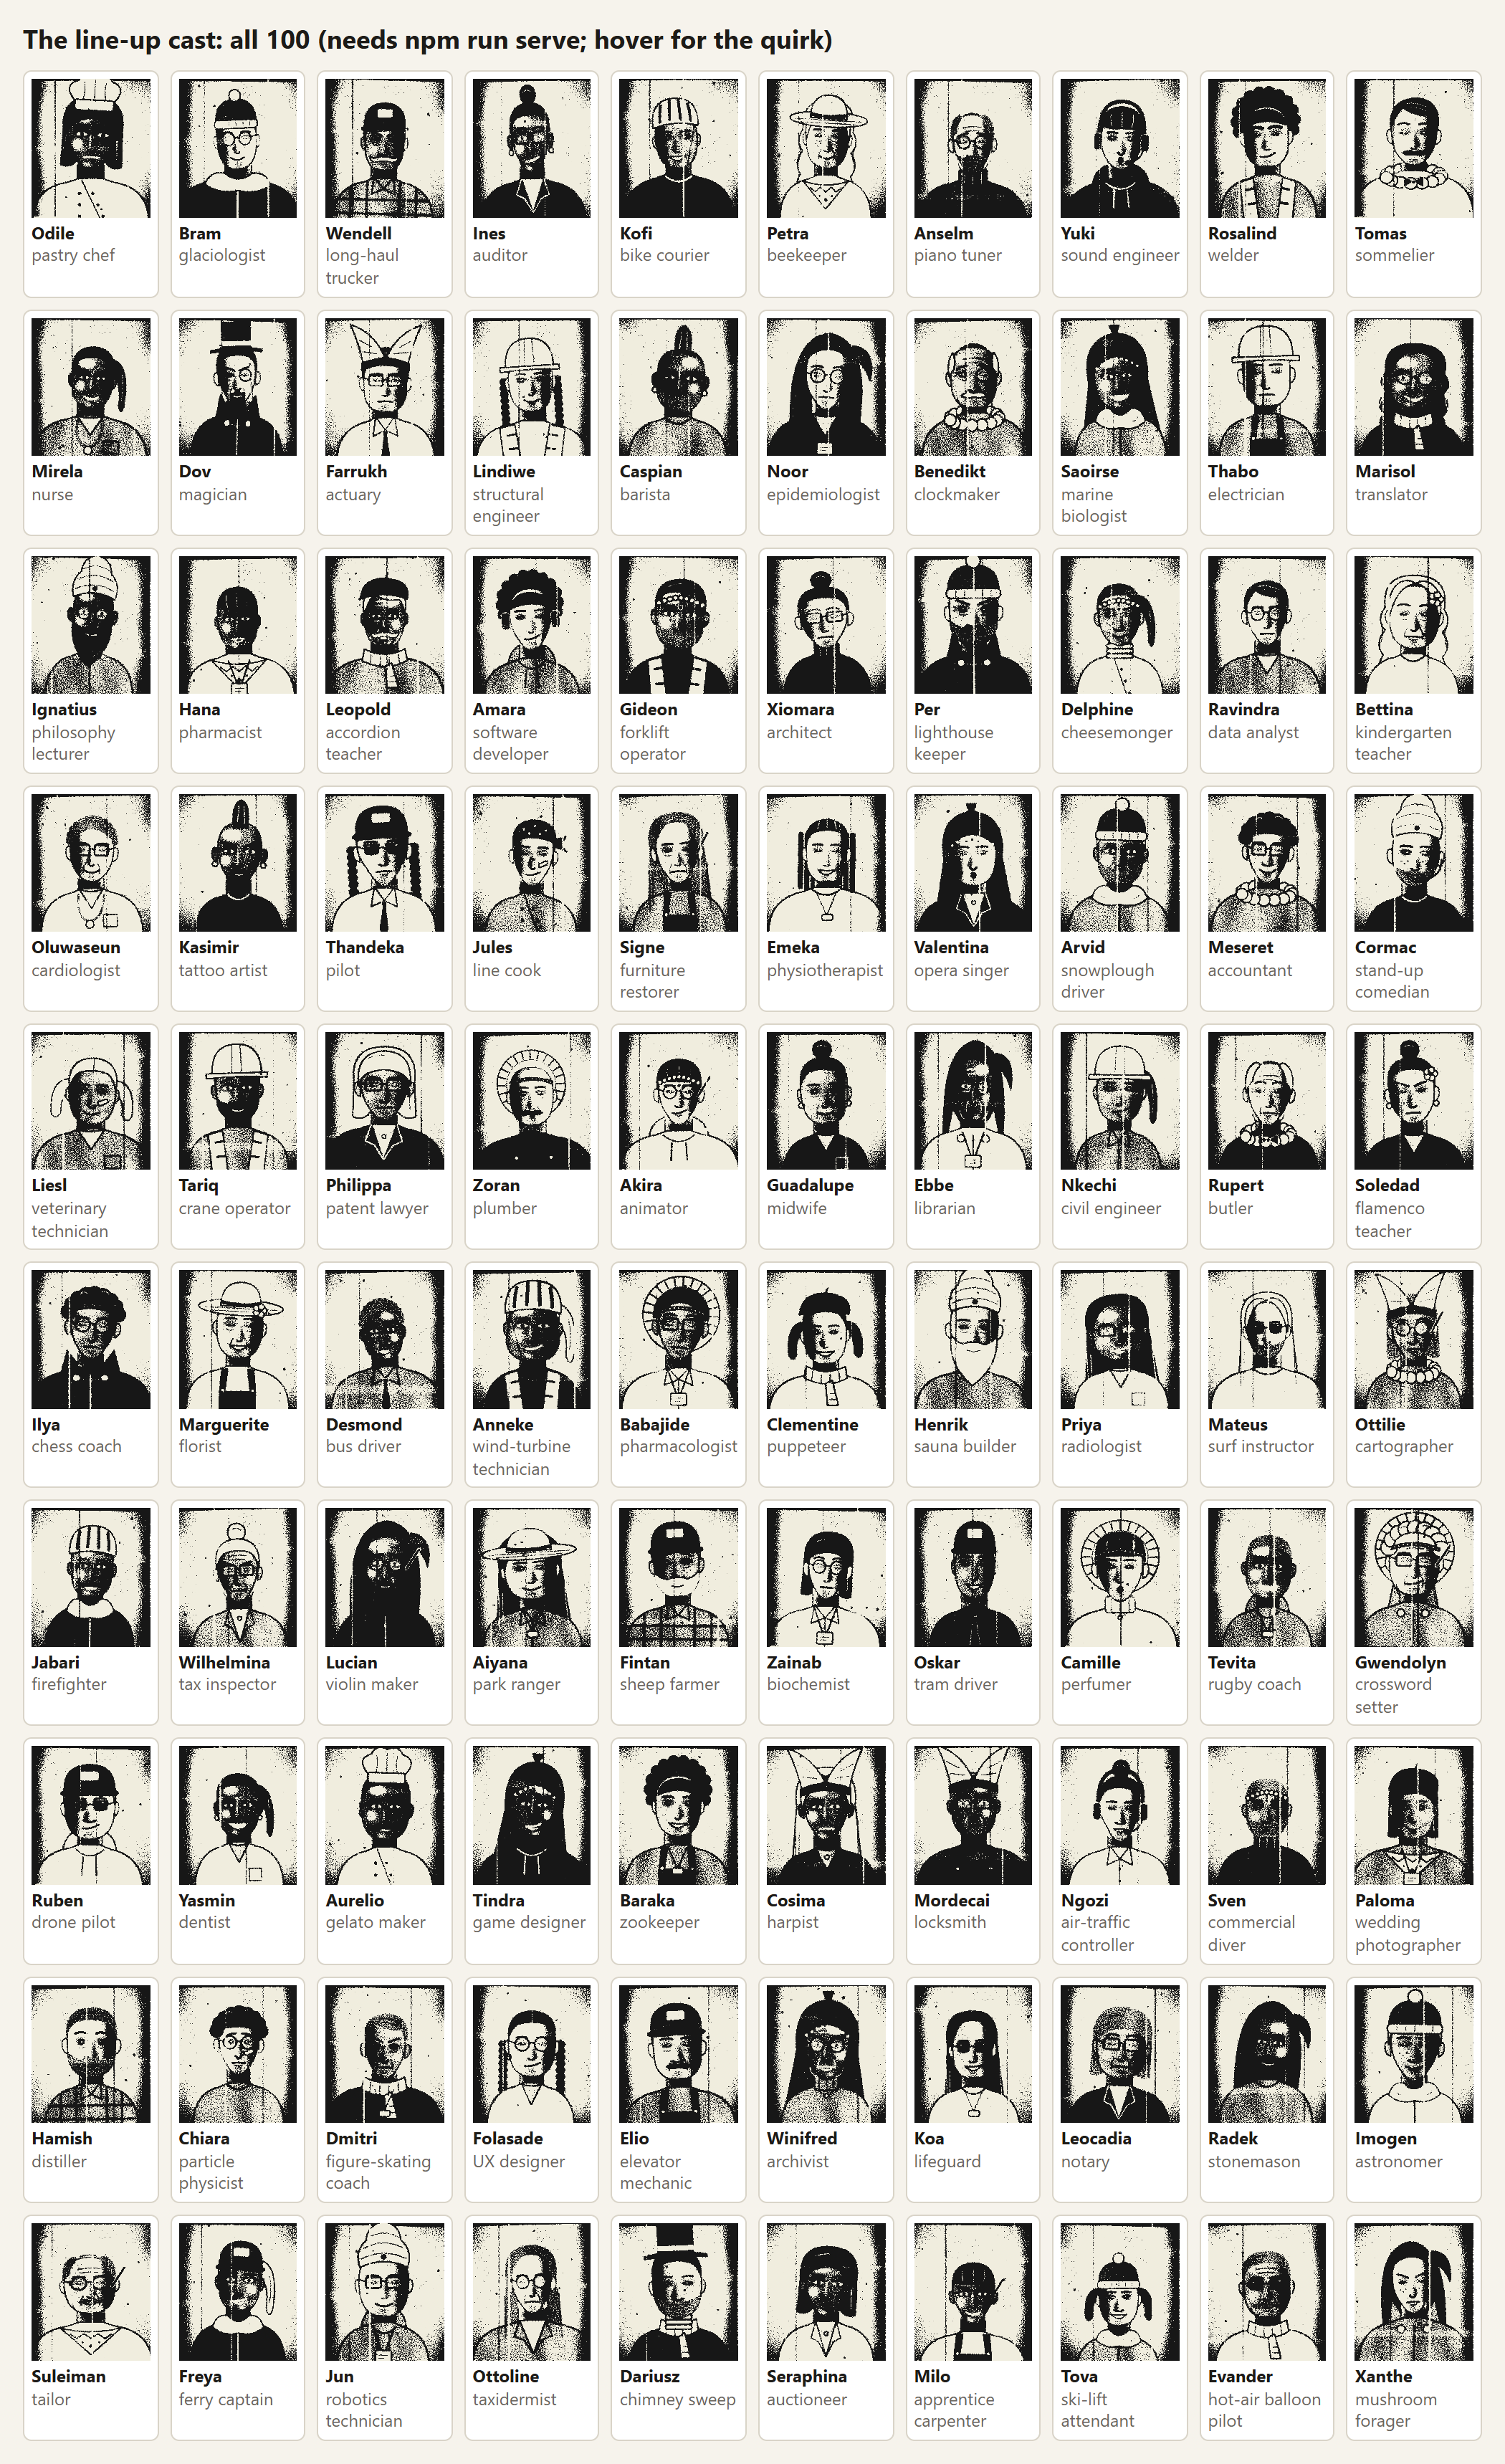 The line-up cast: all 100 (needs npm run serve; hover for the quirk)
Odile
pastry chef
Bram
glaciologist
Wendell
long-haul
trucker
Ines
auditor
Kofi
bike courier
Petra
beekeeper
Anselm
piano tuner
Yuki
sound engineer
Rosalind
welder
Tomas
sommelier
Mirela
nurse
Dov
magician
Farrukh
actuary
Lindiwe
structural
engineer
Caspian
barista
Noor
epidemiologist
Benedikt
clockmaker
Saoirse
marine
biologist
Thabo
electrician
Marisol
translator
Ignatius
philosophy
lecturer
Hana
pharmacist
Leopold
accordion
teacher
Amara
software
developer
Gideon
forklift
operator
Xiomara
architect
Per
lighthouse
keeper
Delphine
cheesemonger
Ravindra
data analyst
Bettina
kindergarten
teacher
Oluwaseun
cardiologist
Kasimir
tattoo artist
Thandeka
pilot
Jules
line cook
Signe
furniture
restorer
Emeka
physiotherapist
Valentina
opera singer
Arvid
snowplough
driver
Meseret
accountant
Cormac
stand-up
comedian
Liesl
veterinary
technician
Tariq
crane operator
Philippa
patent lawyer
Zoran
plumber
Akira
animator
Guadalupe
midwife
Ebbe
librarian
Nkechi
civil engineer
Rupert
butler
Soledad
flamenco
teacher
Ilya
chess coach
Marguerite
florist
Desmond
bus driver
Anneke
wind-turbine
technician
Babajide
pharmacologist
Clementine
puppeteer
Henrik
sauna builder
Priya
radiologist
Mateus
surf instructor
Ottilie
cartographer
Jabari
firefighter
Wilhelmina
tax inspector
Lucian
violin maker
Aiyana
park ranger
Fintan
sheep farmer
Zainab
biochemist
Oskar
tram driver
Camille
perfumer
Tevita
rugby coach
Gwendolyn
crossword
setter
Ruben
drone pilot
Yasmin
dentist
Aurelio
gelato maker
Tindra
game designer
Baraka
zookeeper
Cosima
harpist
Mordecai
locksmith
Ngozi
air-traffic
controller
Sven
commercial
diver
Paloma
wedding
photographer
Hamish
distiller
Chiara
particle
physicist
Dmitri
figure-skating
coach
Folasade
UX designer
Elio
elevator
mechanic
Winifred
archivist
Koa
lifeguard
Leocadia
notary
Radek
stonemason
Imogen
astronomer
Suleiman
tailor
Freya
ferry captain
Jun
robotics
technician
Ottoline
taxidermist
Dariusz
chimney sweep
Seraphina
auctioneer
Milo
apprentice
carpenter
Tova
ski-lift
attendant
Evander
hot-air balloon
pilot
Xanthe
mushroom
forager